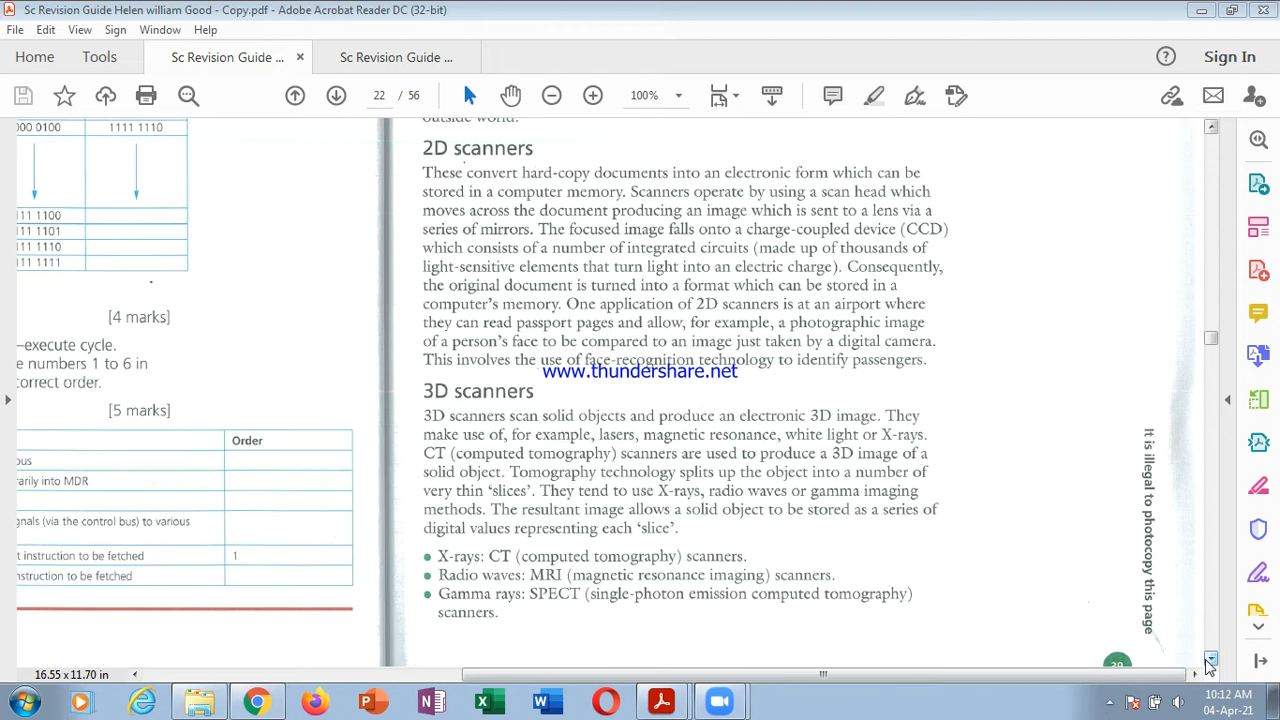 Sc Revision Guide Helen william Good - Copy.pdf - Adobe Acrobat Reader DC (32-bit)
File Edit View Sign Window Help
Home Tools Sc Revision Guide ... × Sc Revision Guide ... Sign In
22 / 56 100%
outside world.
000 0100 1111 1110
111 1100
111 1101
111 1110
111 1111
[4 marks]
–execute cycle.
e numbers 1 to 6 in
orrect order.
[5 marks]
Order
ous
rarily into MDR
gnals (via the control bus) to various
t instruction to be fetched 1
nstruction to be fetched
2D scanners
These convert hard-copy documents into an electronic form which can be
stored in a computer memory. Scanners operate by using a scan head which
moves across the document producing an image which is sent to a lens via a
series of mirrors. The focused image falls onto a charge-coupled device (CCD)
which consists of a number of integrated circuits (made up of thousands of
light-sensitive elements that turn light into an electric charge). Consequently,
the original document is turned into a format which can be stored in a
computer's memory. One application of 2D scanners is at an airport where
they can read passport pages and allow, for example, a photographic image
of a person's face to be compared to an image just taken by a digital camera.
This involves the use of face-recognition technology to identify passengers.
www.thundershare.net
3D scanners
3D scanners scan solid objects and produce an electronic 3D image. They
make use of, for example, lasers, magnetic resonance, white light or X-rays.
CT (computed tomography) scanners are used to produce a 3D image of a
solid object. Tomography technology splits up the object into a number of
very thin 'slices'. They tend to use X-rays, radio waves or gamma imaging
methods. The resultant image allows a solid object to be stored as a series of
digital values representing each 'slice'.
• X-rays: CT (computed tomography) scanners.
• Radio waves: MRI (magnetic resonance imaging) scanners.
• Gamma rays: SPECT (single-photon emission computed tomography)
scanners.
It is illegal to photocopy this page
39
16.55 x 11.70 in
10:12 AM
04-Apr-21